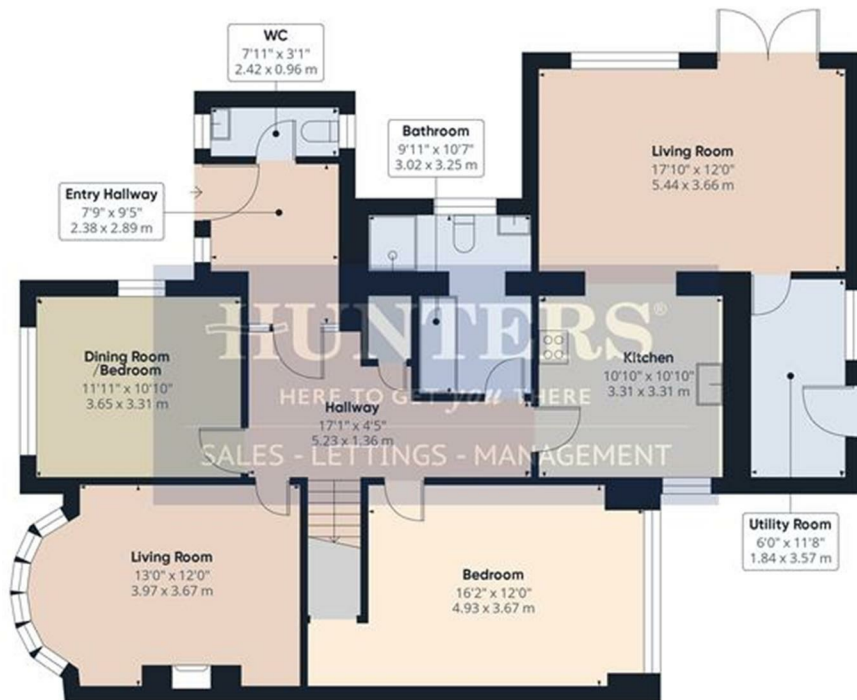 WC
7'11" x 3'1"
2.42 x 0.96 m
Bathroom
9'11" x 10'7"
3.02 x 3.25 m
Living Room
17'10" x 12'0"
5.44 x 3.66 m
Entry Hallway
7'9" x 9'5"
2.38 x 2.89 m
HUNTERS®
HERE TO GET you THERE
SALES - LETTINGS - MANAGEMENT
Dining Room
/Bedroom
11'11" x 10'10"
3.65 x 3.31 m
Kitchen
10'10" x 10'10"
3.31 x 3.31 m
Hallway
17'1" x 4'5"
5.23 x 1.36 m
Utility Room
6'0" x 11'8"
1.84 x 3.57 m
Living Room
13'0" x 12'0"
3.97 x 3.67 m
Bedroom
16'2" x 12'0"
4.93 x 3.67 m